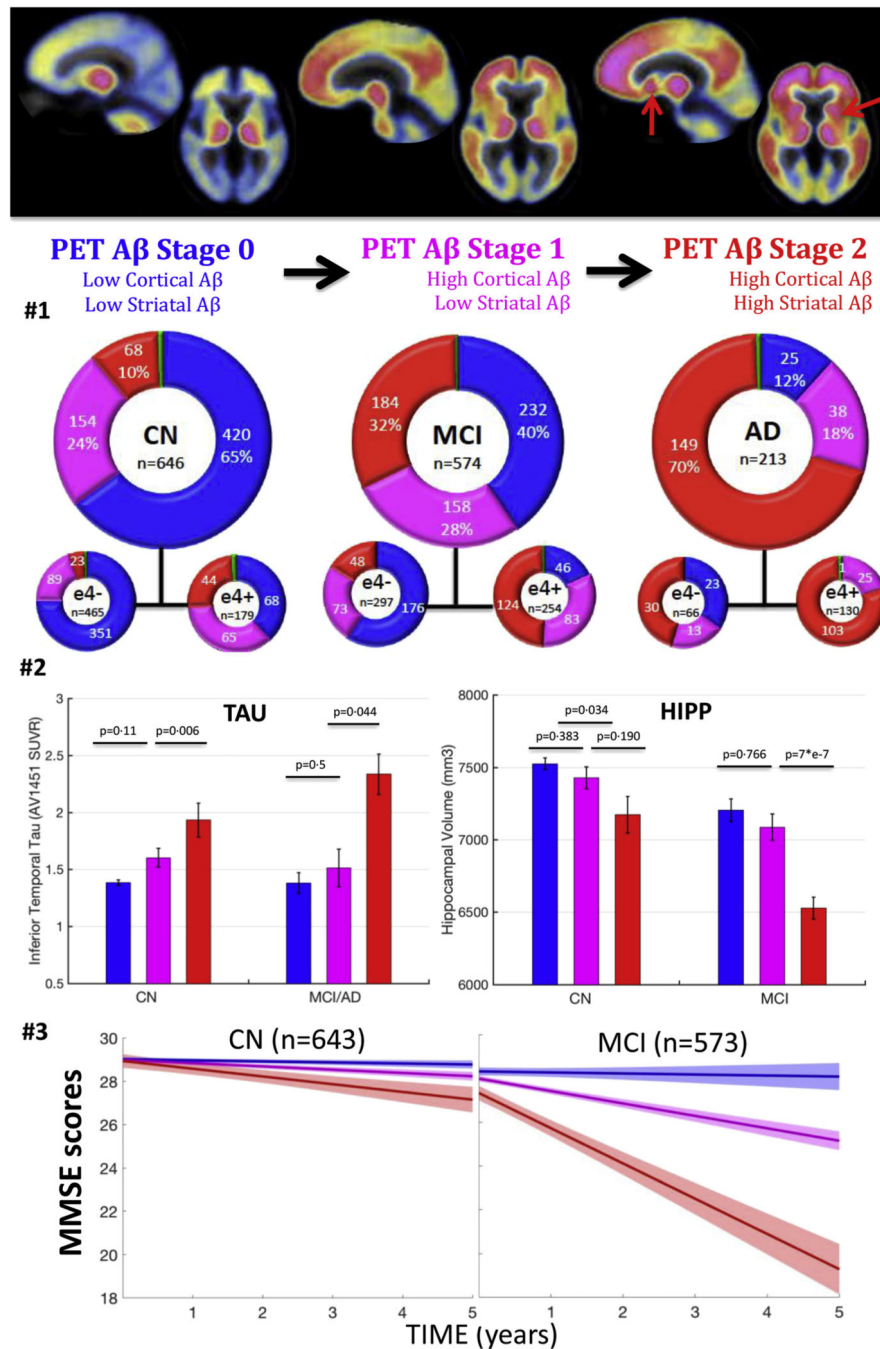 PET Aβ Stage 0
Low Cortical Aβ
Low Striatal Aβ
PET Aβ Stage 1
High Cortical Aβ
Low Striatal Aβ
PET Aβ Stage 2
High Cortical Aβ
High Striatal Aβ
#1
68
10%
154
24%
420
65%
CN
n=646
184
32%
232
40%
158
28%
MCI
n=574
25
12%
38
18%
149
70%
AD
n=213
23
89
e4-
n=465
351
44
e4+
n=179
68
65
48
73
e4-
n=297
176
46
124
e4+
n=254
83
30
e4-
n=66
23
13
1
25
e4+
n=130
103
#2
TAU
p=0·11
p=0·006
p=0·5
p=0·044
Inferior Temporal Tau (AV1451 SUVR)
3
2.5
2
1.5
1
0.5
CN
MCI/AD
HIPP
p=0·034
p=0·383
p=0·190
p=0·766
p=7*e-7
Hippocampal Volume (mm3)
8000
7500
7000
6500
6000
CN
MCI
#3
CN (n=643)
MCI (n=573)
MMSE scores
30
28
26
24
22
20
18
1
2
3
4
5
1
2
3
4
5
TIME (years)